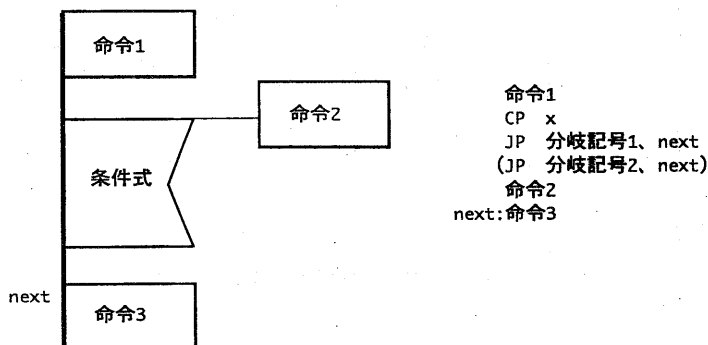 命令1
命令2
条件式
next
命令3
命令1
CP x
JP 分岐記号1、next
(JP 分岐記号2、next)
命令2
next:命令3